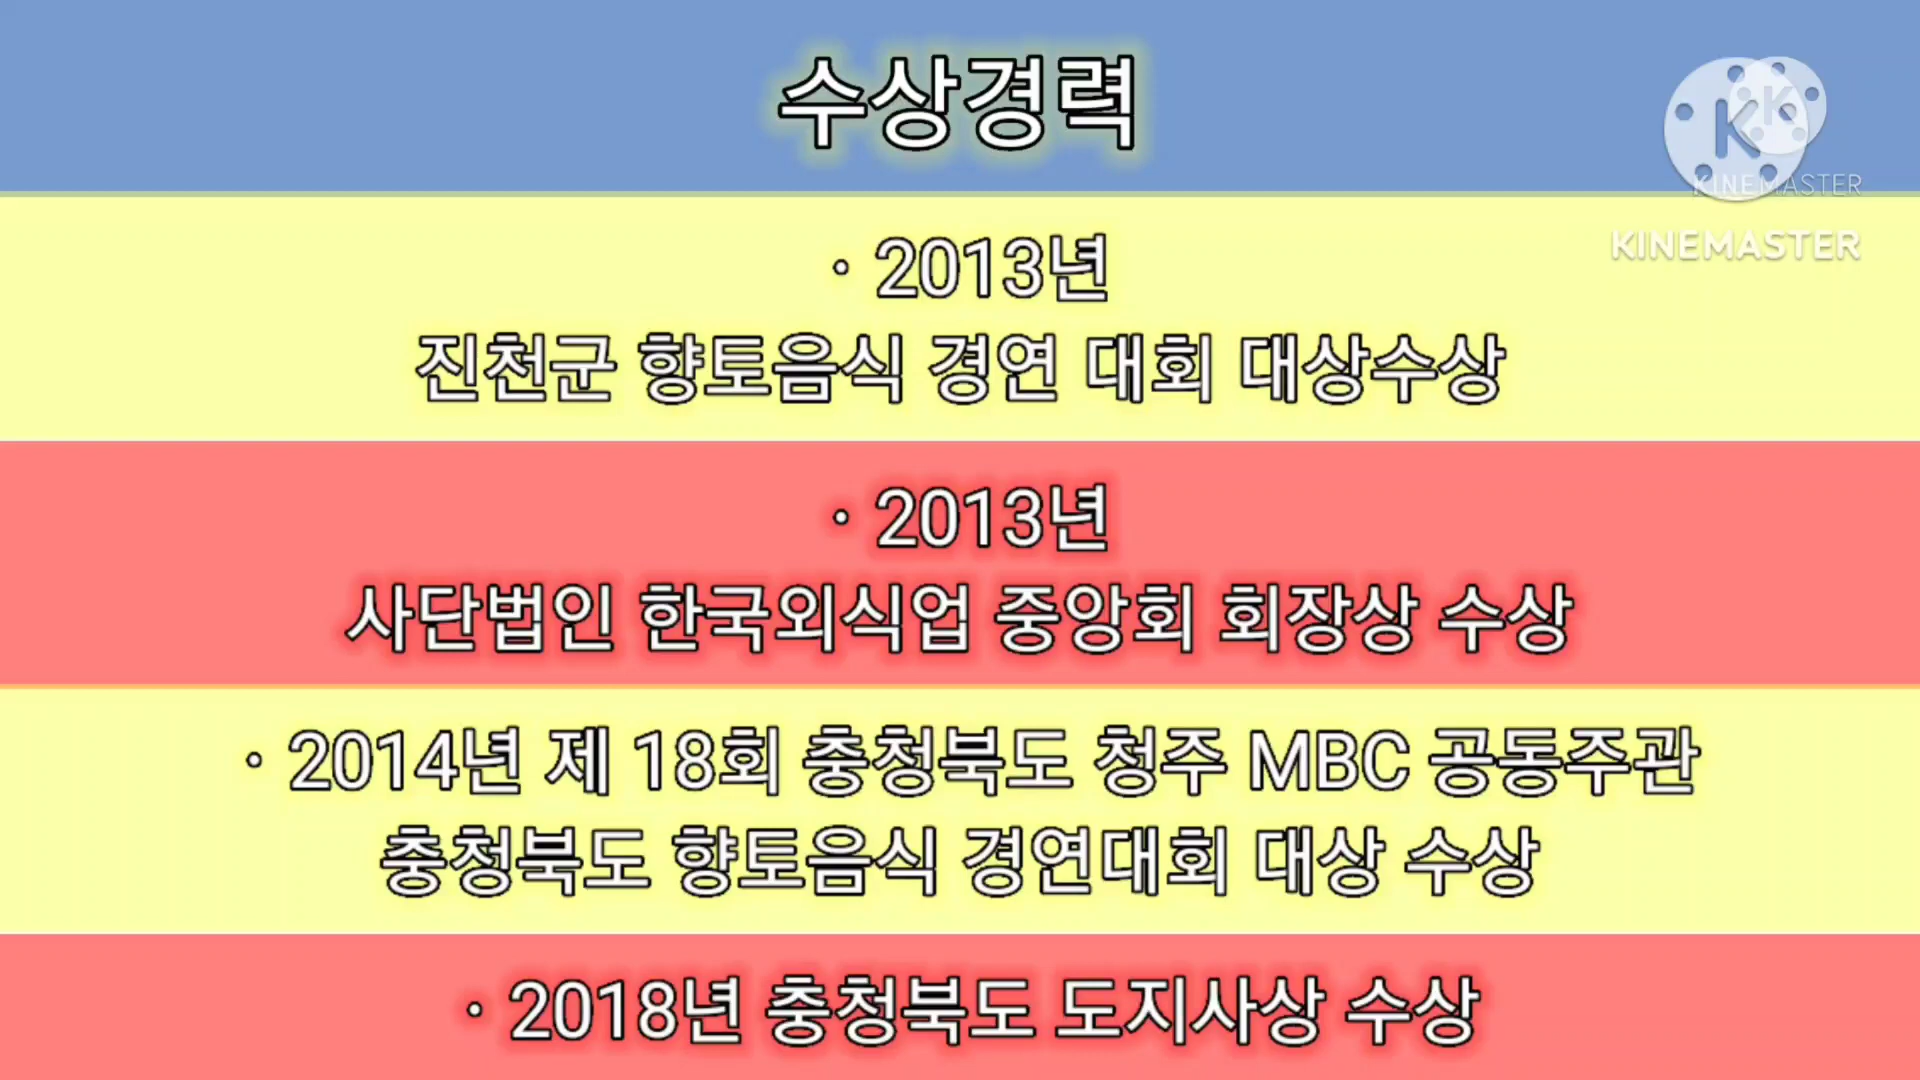 수상경력
K
K
KINEMASTER
KINEMASTER
· 2013년
진천군 향토음식 경연 대회 대상수상
· 2013년
사단법인 한국외식업 중앙회 회장상 수상
· 2014년 제 18회 충청북도 청주 MBC 공동주관
충청북도 향토음식 경연대회 대상 수상
· 2018년 충청북도 도지사상 수상